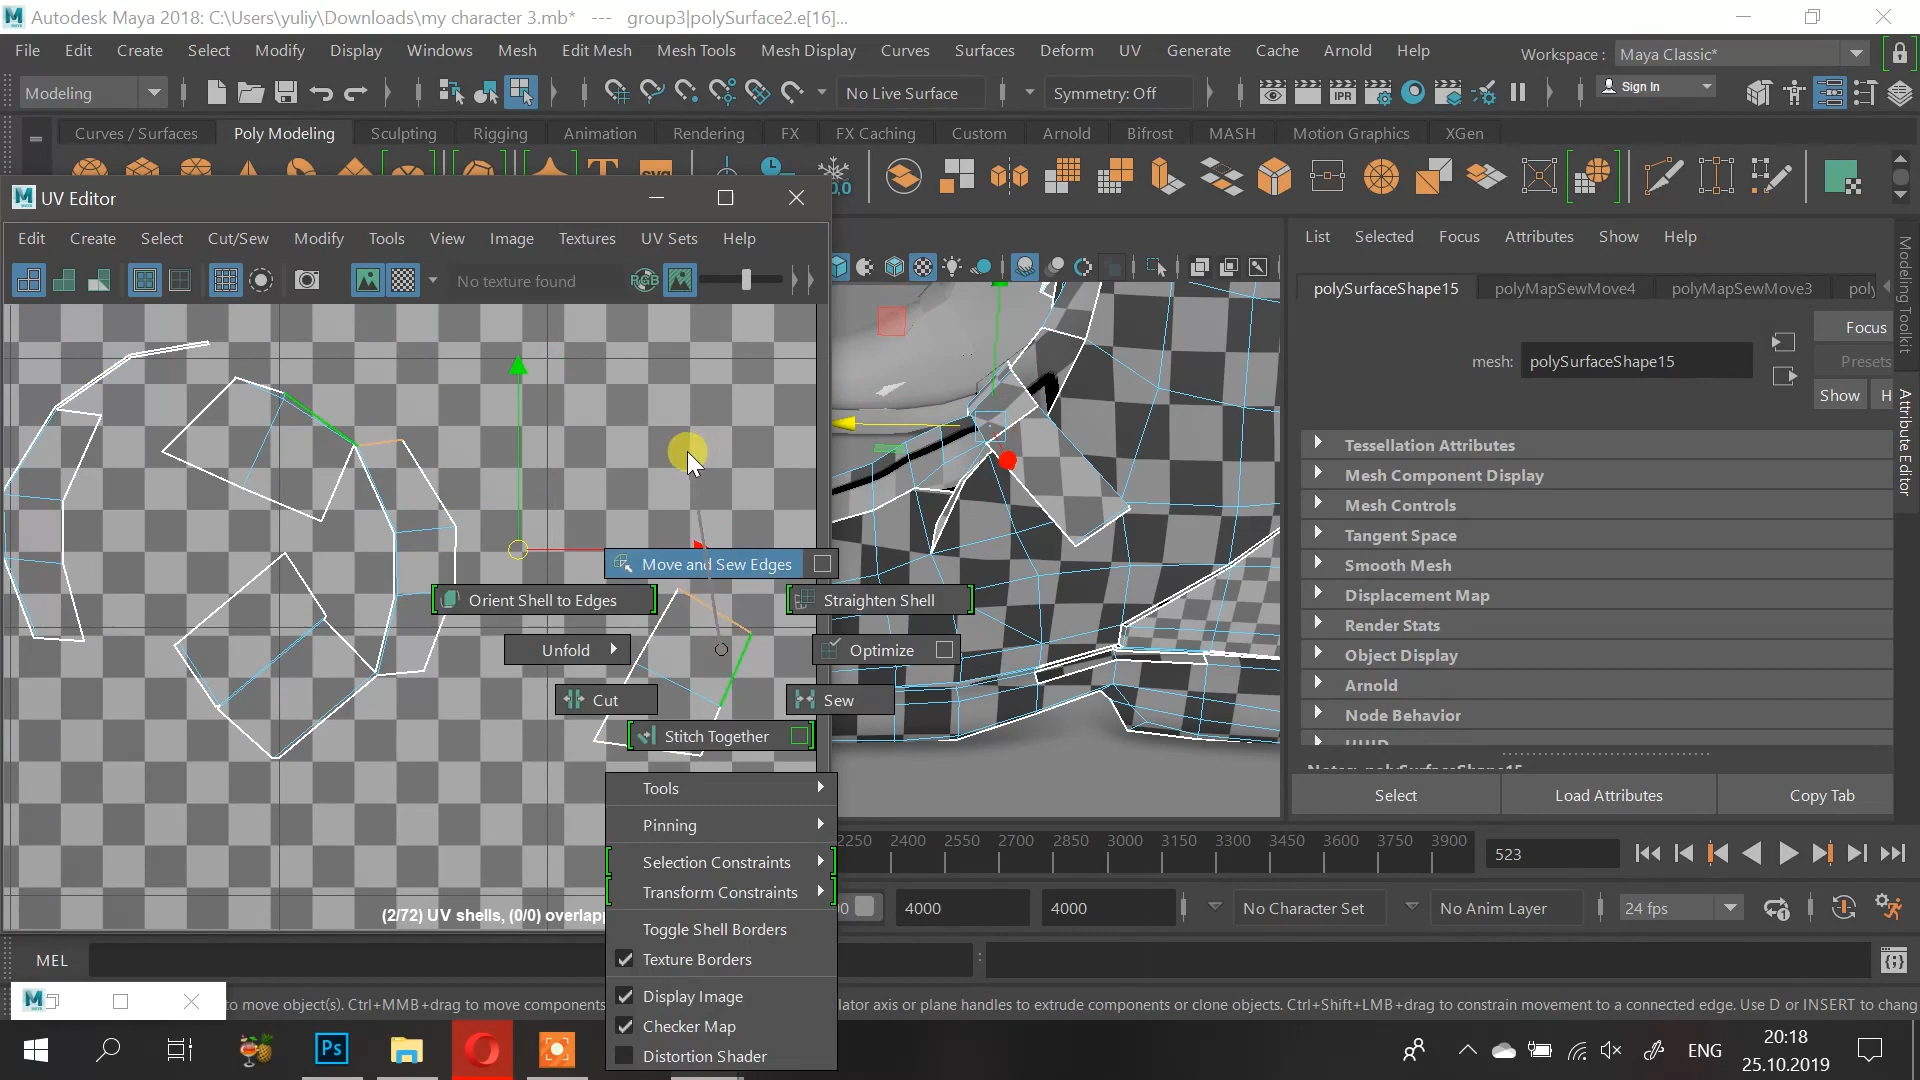 Autodesk Maya 2018: C:\Users\yuliy\Downloads\my character 3.mb*   ---   group3|polySurface2.e[16]...
File Edit Create Select Modify Display Windows Mesh Edit Mesh Mesh Tools Mesh Display Curves Surfaces Deform UV Generate Cache Arnold Help Workspace : Maya Classic*
Modeling IPR No Live Surface Symmetry: Off Sign In
Curves / Surfaces Poly Modeling Sculpting Rigging Animation Rendering FX FX Caching Custom Arnold Bifrost MASH Motion Graphics XGen
UV Editor
Edit Create Select Cut/Sew Modify Tools View Image Textures UV Sets Help
No texture found RGB
List Selected Focus Attributes Show Help
polySurfaceShape15 polyMapSewMove4 polyMapSewMove3
Focus
Presets
mesh: polySurfaceShape15
Show H
Tessellation Attributes
Mesh Component Display
Mesh Controls
Tangent Space
Smooth Mesh
Displacement Map
Render Stats
Object Display
Arnold
Node Behavior
Select Load Attributes Copy Tab
Modeling Toolkit
Attribute Editor
Move and Sew Edges
Orient Shell to Edges Straighten Shell
Unfold Optimize
Cut Sew
Stitch Together
Tools
Pinning
Selection Constraints
Transform Constraints
Toggle Shell Borders
Texture Borders
Display Image
Checker Map
Distortion Shader
(2/72) UV shells, (0/0) overlapp
2250 2400 2550 2700 2850 3000 3150 3300 3450 3600 3750 3900 523
4000 4000 No Character Set No Anim Layer 24 fps
MEL
to move object(s). Ctrl+MMB+drag to move components lator axis or plane handles to extrude components or clone objects. Ctrl+Shift+LMB+drag to constrain movement to a connected edge. Use D or INSERT to chang
Ps ENG
20:18
25.10.2019